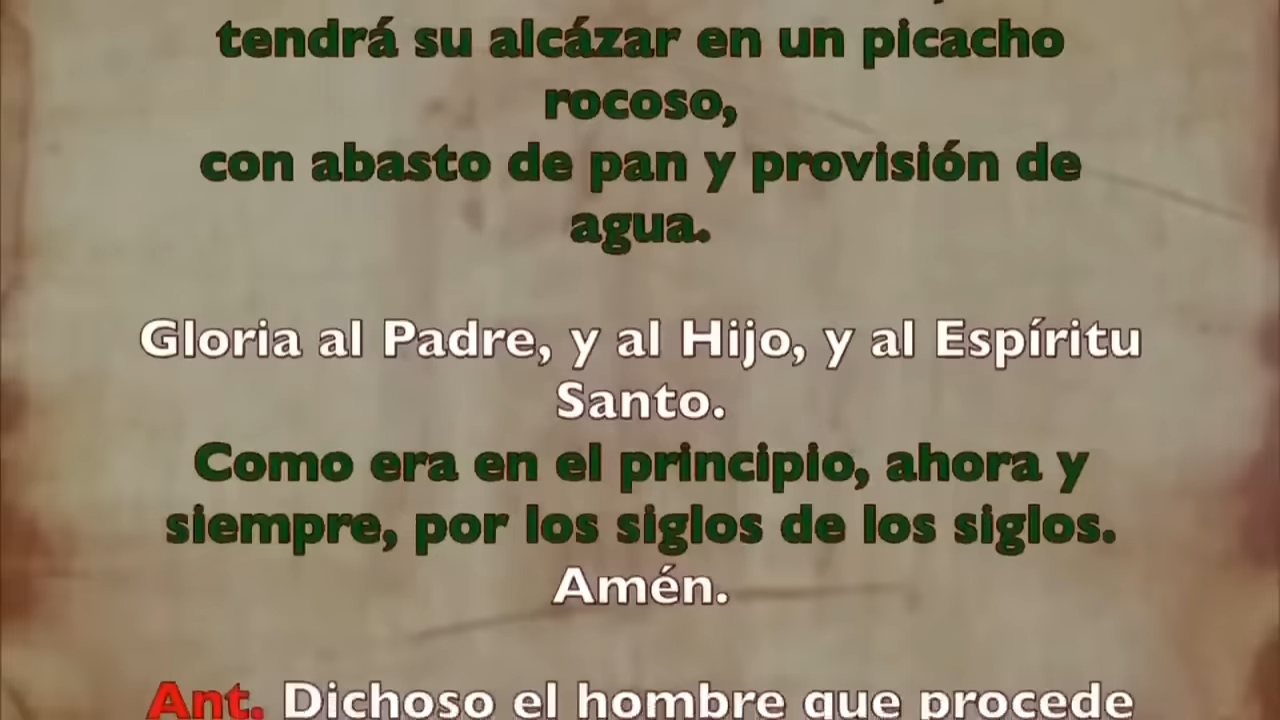 tendrá su alcázar en un picacho
rocoso,
con abasto de pan y provisión de
agua.
Gloria al Padre, y al Hijo, y al Espíritu
Santo.
Como era en el principio, ahora y
siempre, por los siglos de los siglos.
Amén.
Ant. Dichoso el hombre que procede